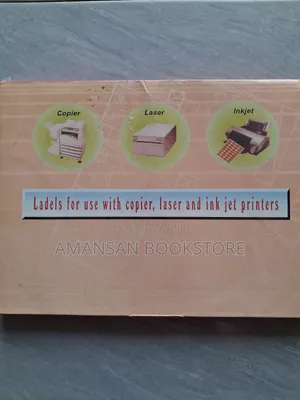 Copier
Laser
Inkjet
Ladels for use with copier, laser and ink jet printers
AMANSAN BOOKSTORE